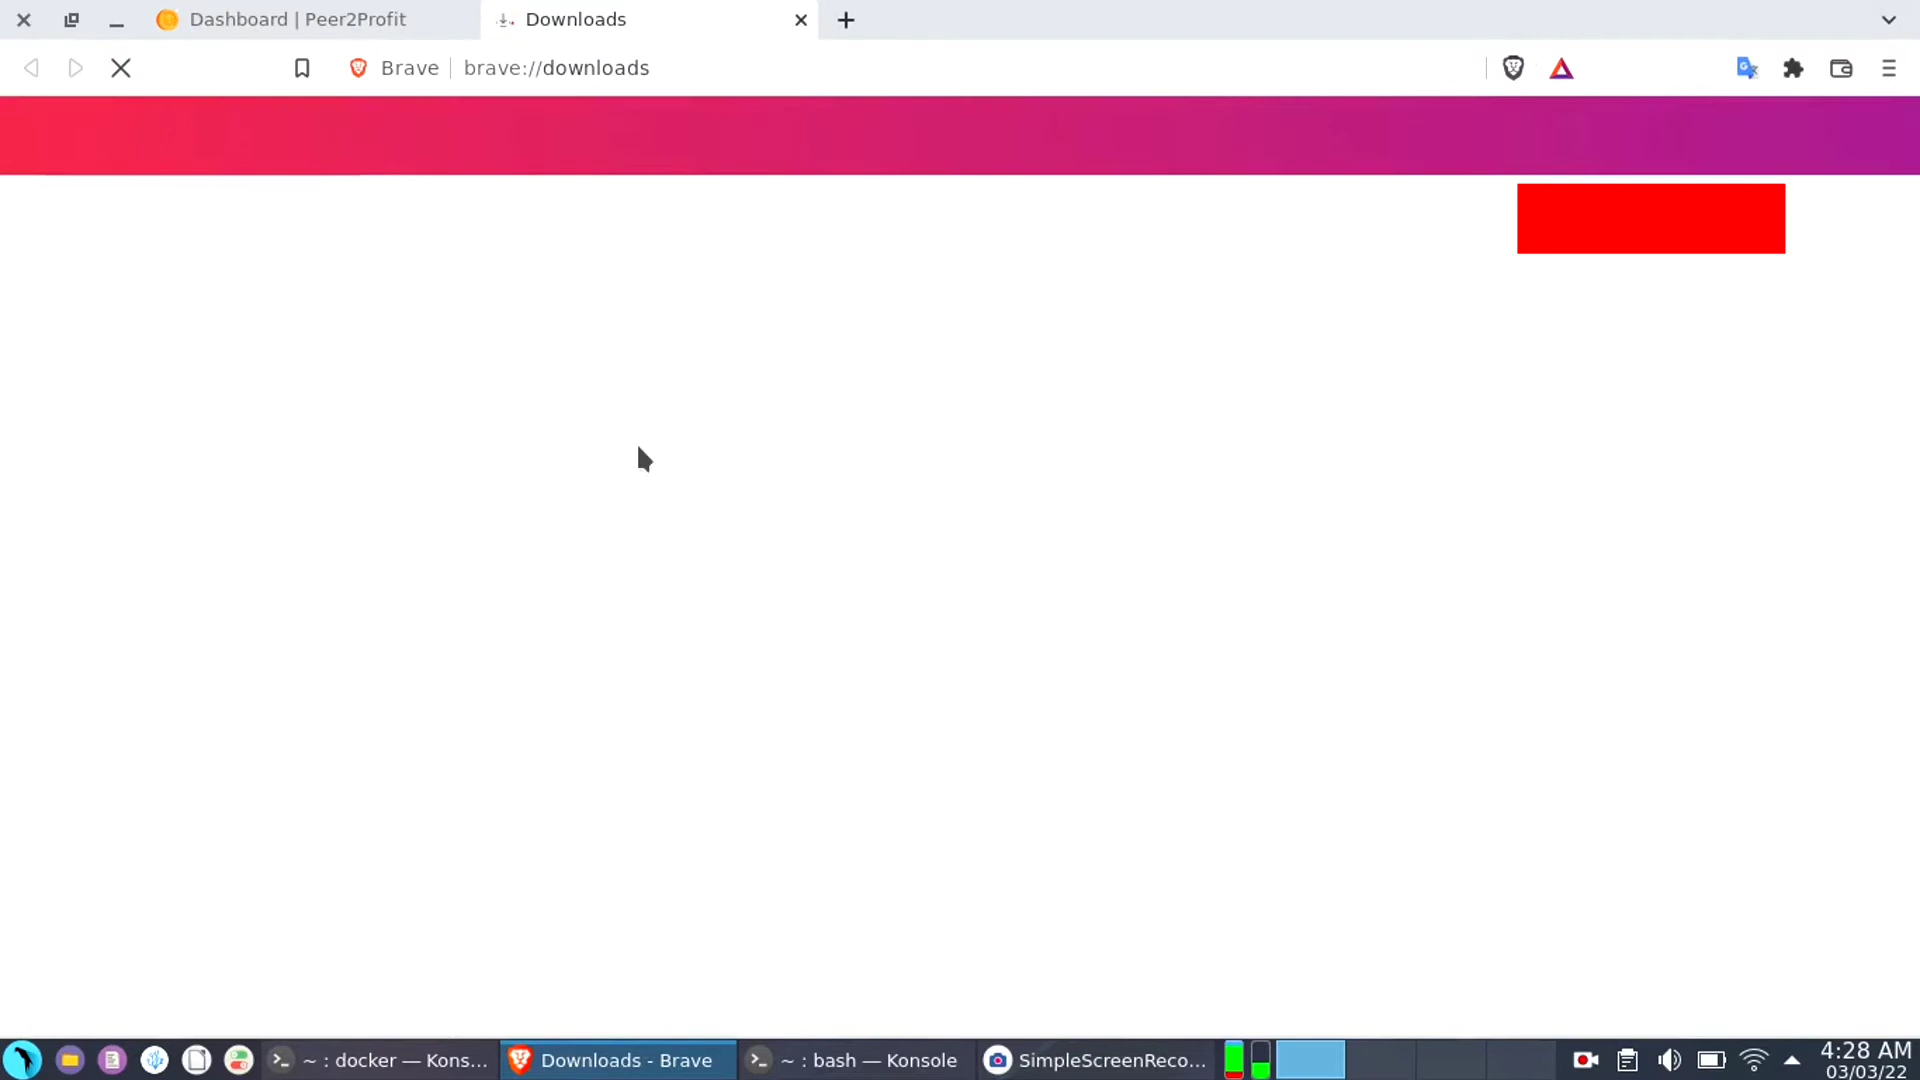 Dashboard | Peer2Profit
Downloads
Brave
brave://downloads
~ : docker — Kons...
Downloads - Brave
~ : bash — Konsole
SimpleScreenReco...
4:28 AM
03/03/22